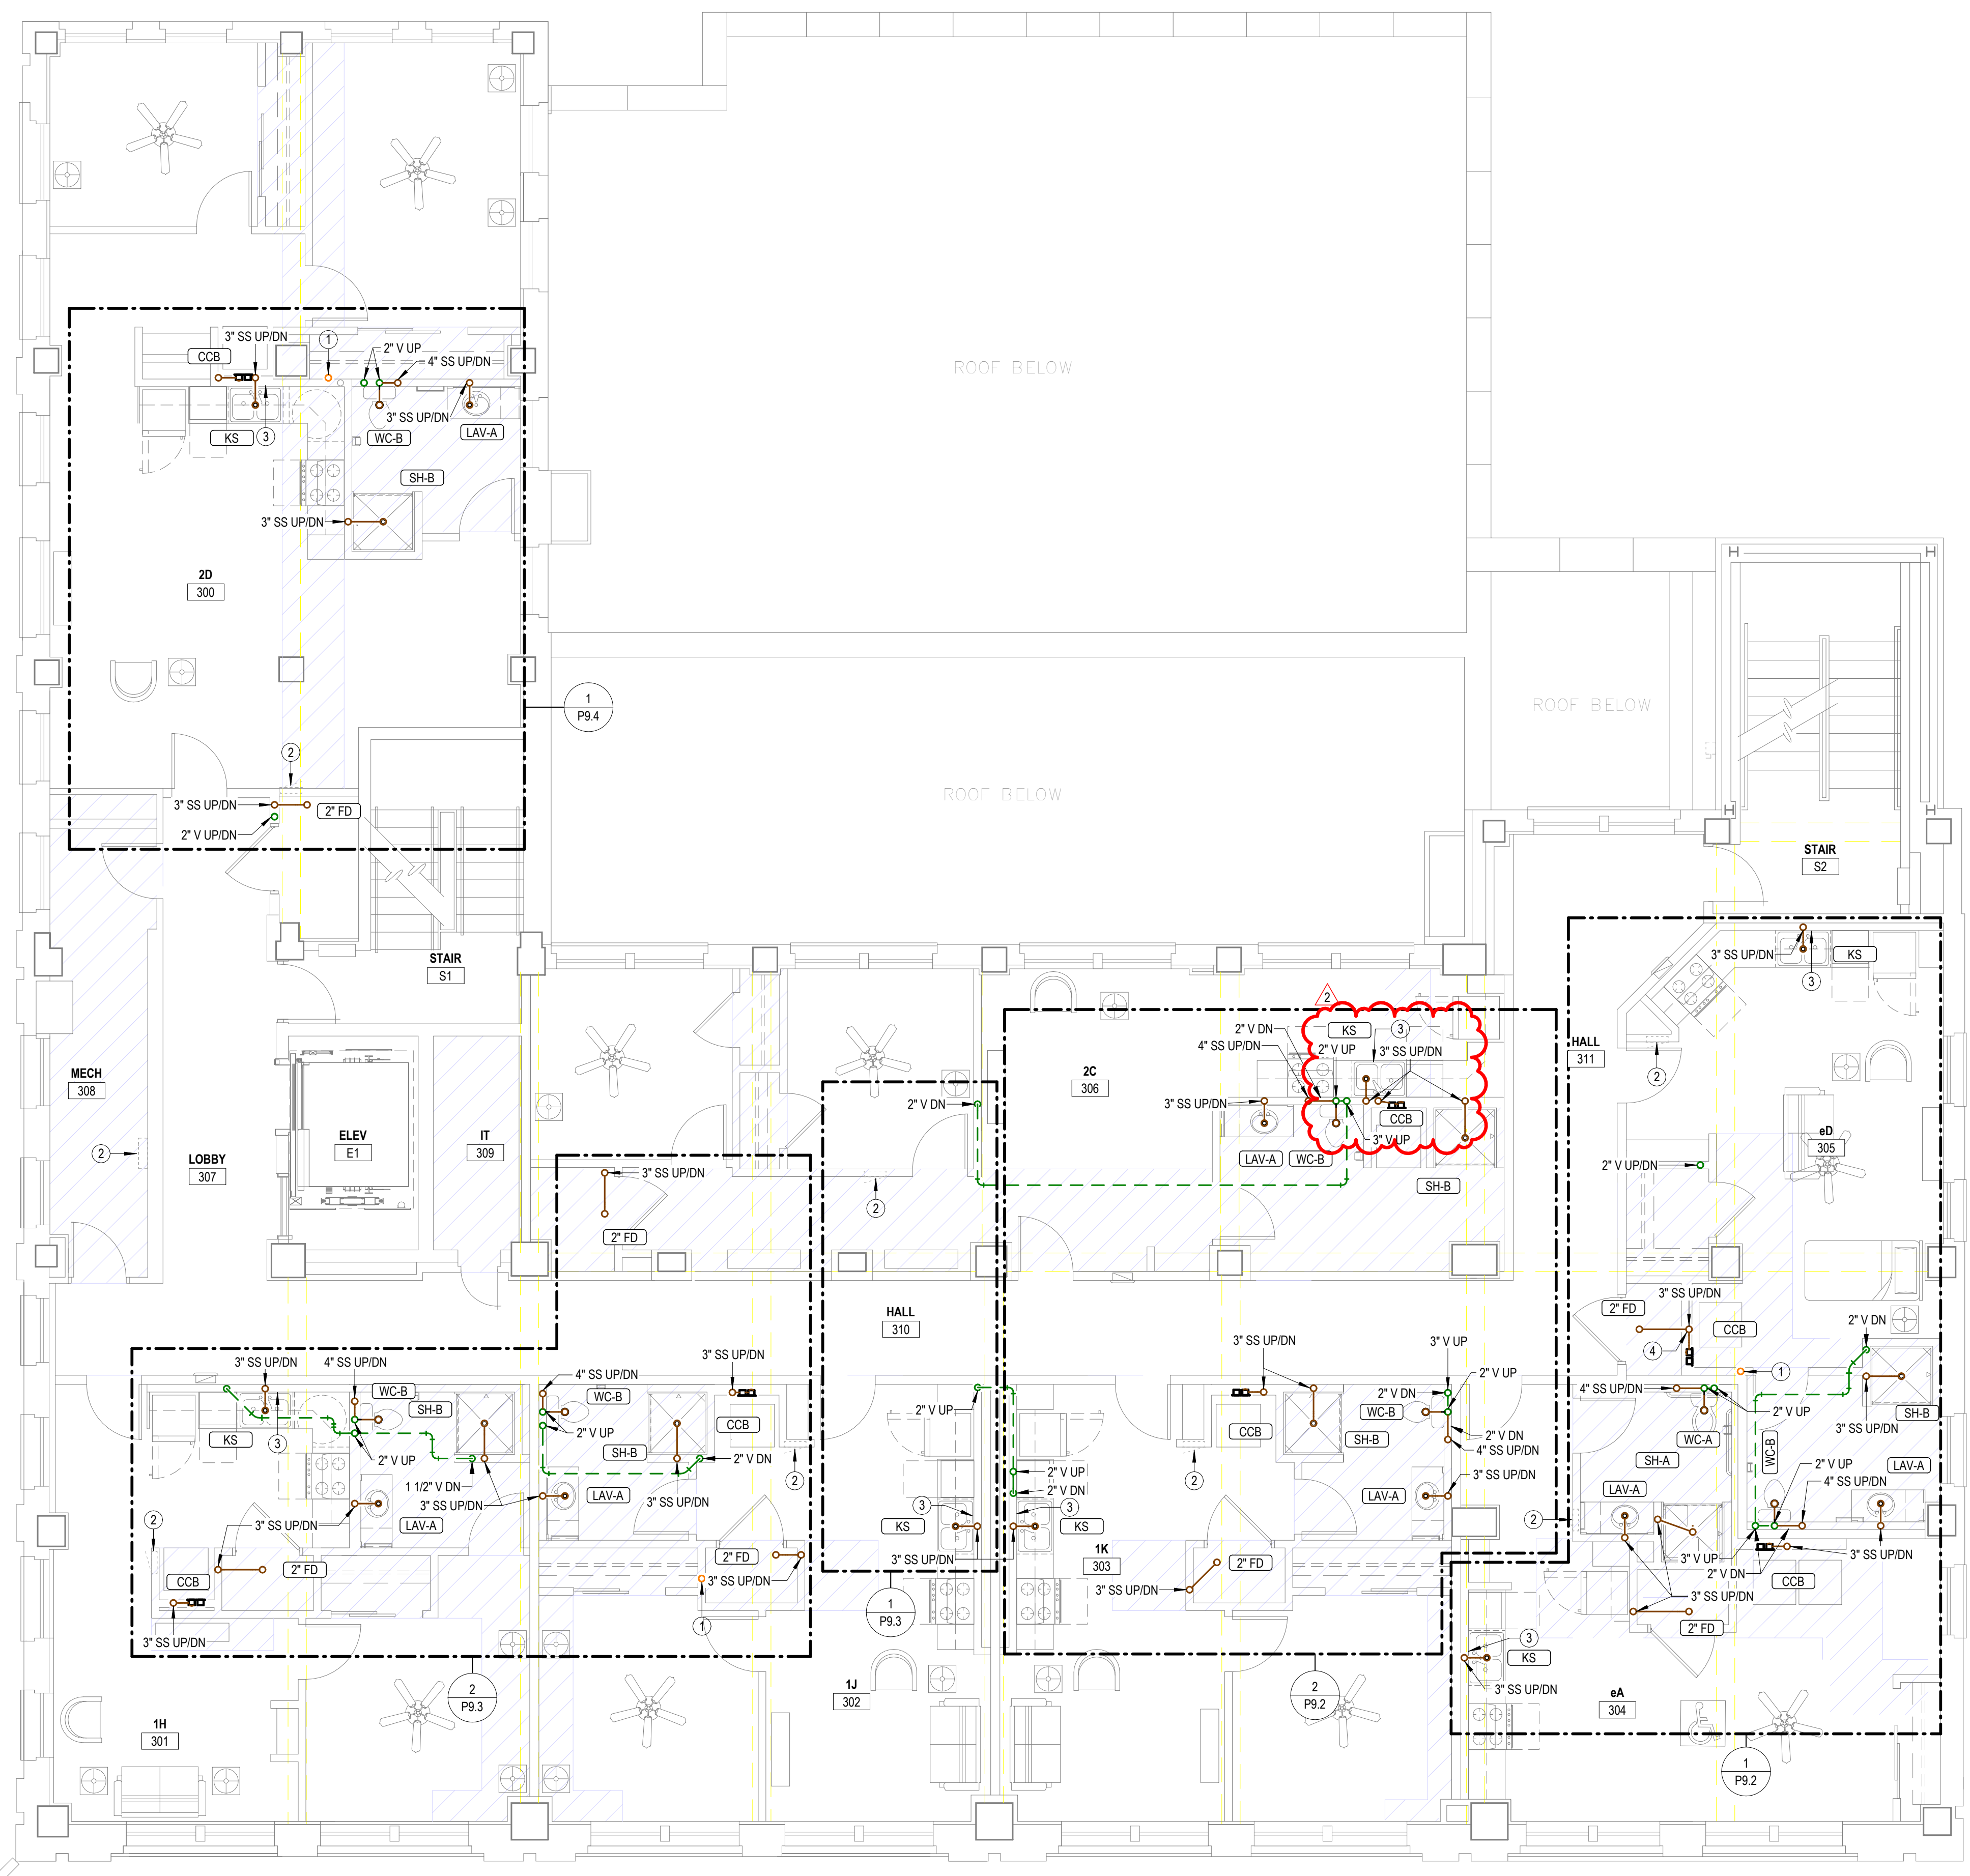 ROOF BELOW
3" SS UP/DN
1
CCB
2" V UP
4" SS UP/DN
3" SS UP/DN
KS
3
WC-B
LAV-A
SH-B
3" SS UP/DN
2D
300
1
P9.4
ROOF BELOW
2
3" SS UP/DN
2" FD
2" V UP/DN
ROOF BELOW
STAIR
S2
STAIR
S1
3" SS UP/DN
KS
3
2
KS
3
2" V DN
4" SS UP/DN
2" V UP
3" SS UP/DN
HALL
311
2
MECH
308
2C
306
2" V DN
3" SS UP/DN
CCB
3" V UP
ELEV
E1
IT
309
eD
305
2
LOBBY
307
LAV-A
WC-B
SH-B
2" V UP/DN
3" SS UP/DN
2
2" FD
3" SS UP/DN
2" FD
CCB
4
2" V DN
1
HALL
310
3" SS UP/DN
4" SS UP/DN
WC-B
SH-B
4" SS UP/DN
WC-B
3" SS UP/DN
3" SS UP/DN
3" V UP
2" V UP
2" V DN
2" V UP
WC-B
4" SS UP/DN
2" V UP
SH-B
CCB
2" V UP
CCB
SH-B
2" V DN
4" SS UP/DN
WC-A
3" SS UP/DN
KS
3
2" V UP
SH-B
2" V DN
2
2" V UP
2" V DN
2
3" SS UP/DN
SH-A
WC-B
2" V UP
LAV-A
4" SS UP/DN
1 1/2" V DN
3" SS UP/DN
LAV-A
3" SS UP/DN
3
KS
3
KS
LAV-A
LAV-A
2
2
3" SS UP/DN
LAV-A
3" SS UP/DN
1K
303
3" V UP
2" V DN
3" SS UP/DN
CCB
CCB
2" FD
2" FD
3" SS UP/DN
2" FD
3" SS UP/DN
3" SS UP/DN
3" SS UP/DN
1
1
P9.3
2" FD
3
KS
3" SS UP/DN
2
P9.3
1J
302
2
P9.2
eA
304
1H
301
1
P9.2